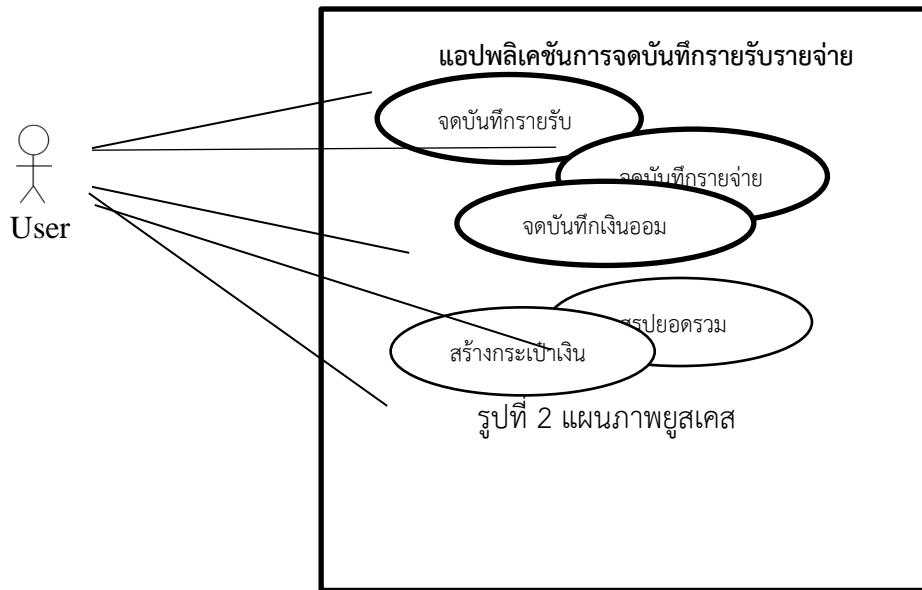 แอปพลิเคชันการจดบันทึกรายรับรายจ่าย
จดบันทึกรายรับ
จดบันทึกรายจ่าย
User
จดบันทึกเงินออม
สรุปยอดรวม
สร้างกระเป๋าเงิน
รูปที่ 2 แผนภาพยูสเคส